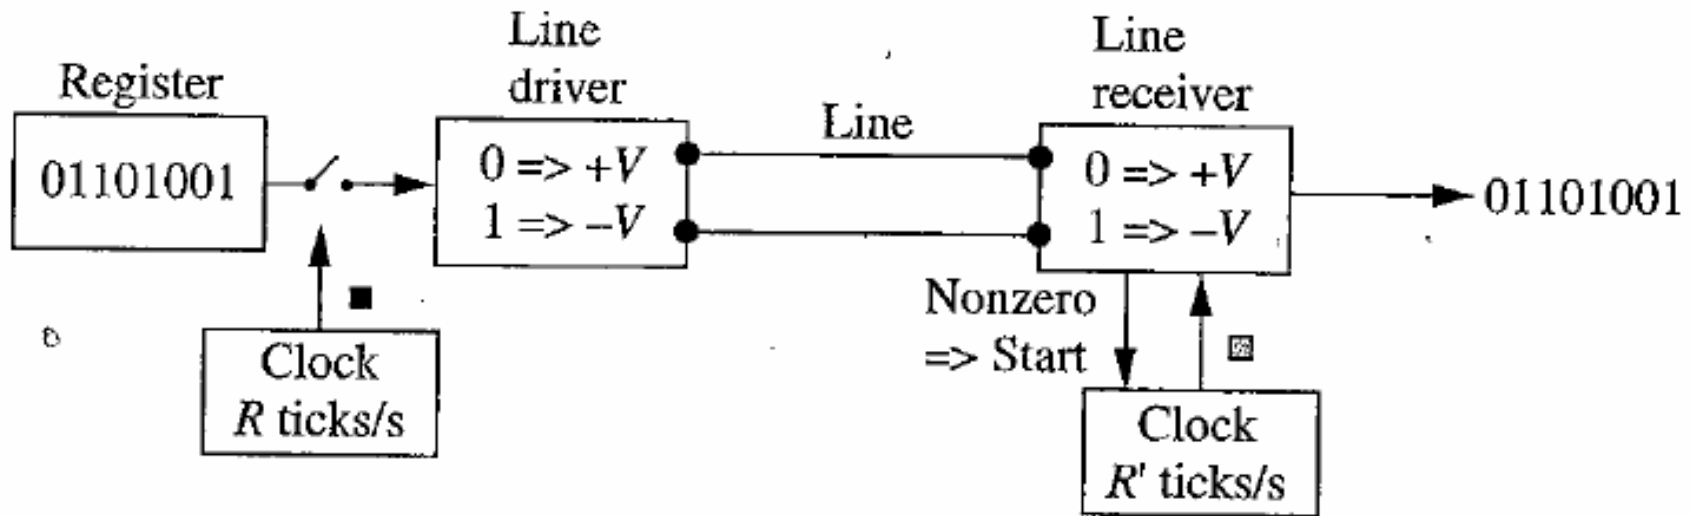 Register
01101001
Line
driver
0 => +V
1 => –V
Line
Line
receiver
0 => +V
1 => –V
01101001
Clock
R ticks/s
Nonzero
=> Start
Clock
R' ticks/s